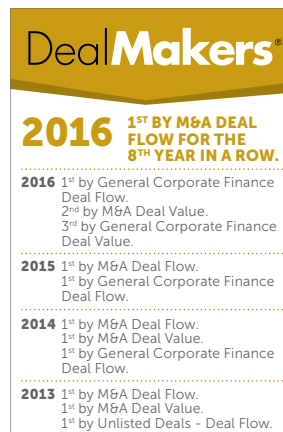 DealMakers®
2016 1ST BY M&A DEAL
FLOW FOR THE
8TH YEAR IN A ROW.
2016 1st by General Corporate Finance
Deal Flow.
2nd by M&A Deal Value.
3rd by General Corporate Finance
Deal Value.
2015 1st by M&A Deal Flow.
1st by General Corporate Finance
Deal Flow.
2014 1st by M&A Deal Flow.
1st by M&A Deal Value.
1st by General Corporate Finance
Deal Flow.
2013 1st by M&A Deal Flow.
1st by M&A Deal Value.
1st by Unlisted Deals - Deal Flow.